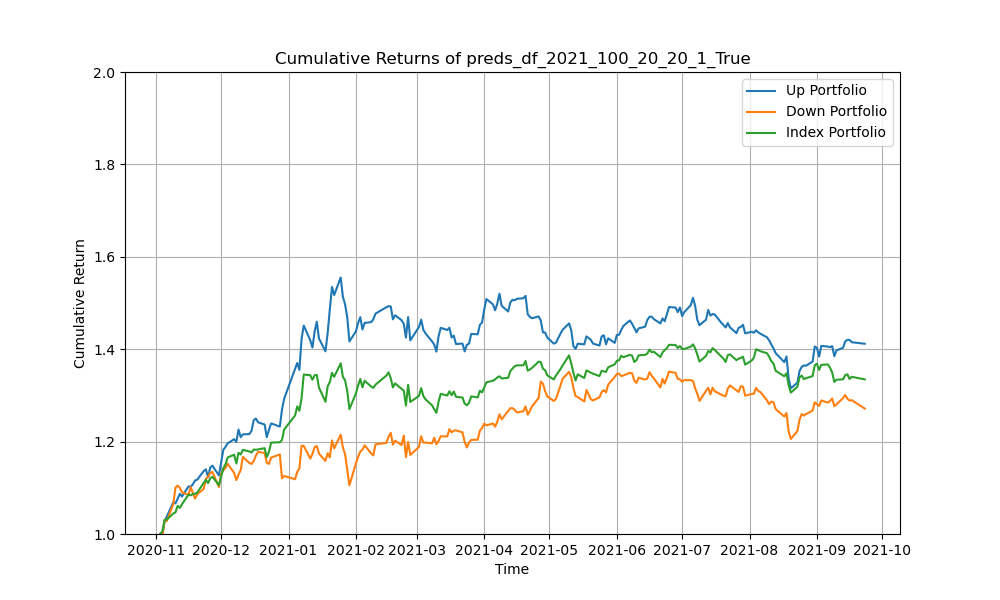 Cumulative Returns of preds_df_2021_100_20_20_1_True
Up Portfolio
Down Portfolio
Index Portfolio
Cumulative Return
2.0
1.8
1.6
1.4
1.2
1.0
2020-11 2020-12 2021-01 2021-02 2021-03 2021-04 2021-05 2021-06 2021-07 2021-08 2021-09 2021-10
Time